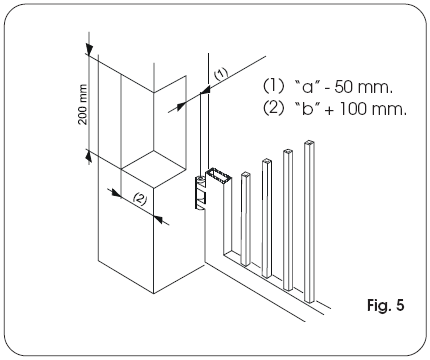 (1)
(1) "a" - 50 mm.
(2) "b" + 100 mm.
200 mm
(2)
Fig. 5